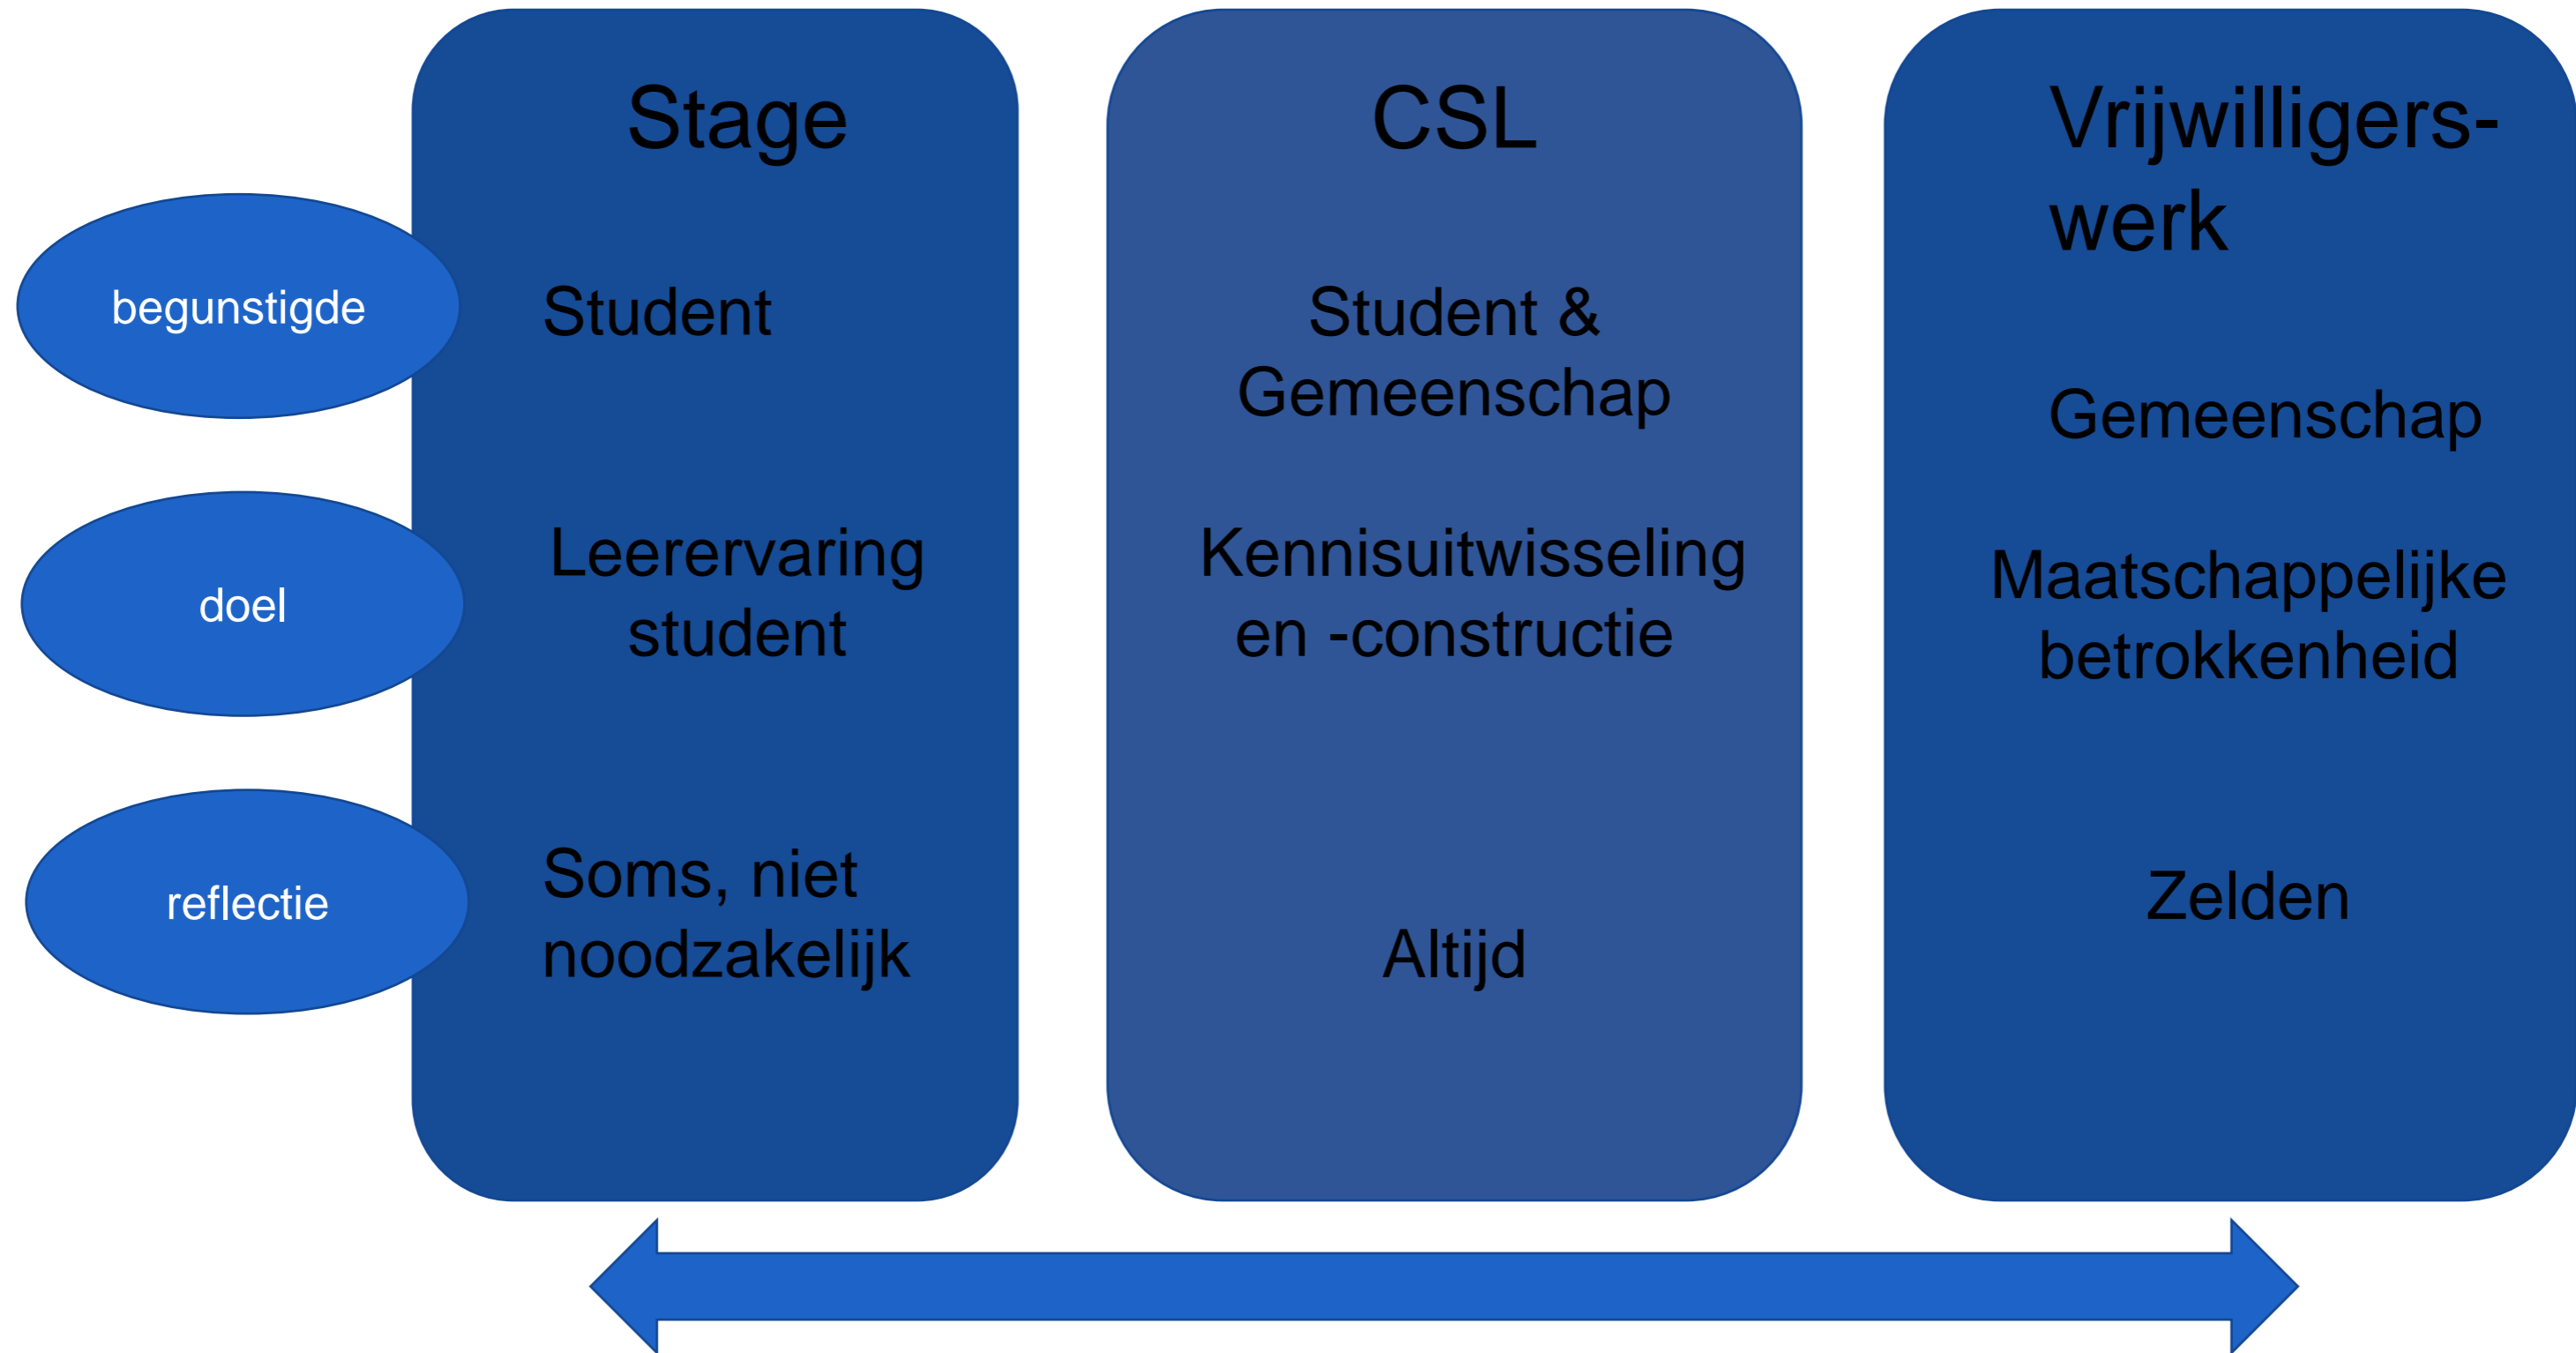 Stage
CSL
Vrijwilligers-
werk
begunstigde
Student
Student &
Gemeenschap
Gemeenschap
doel
Leerervaring
student
Kennisuitwisseling
en -constructie
Maatschappelijke
betrokkenheid
reflectie
Soms, niet
noodzakelijk
Altijd
Zelden